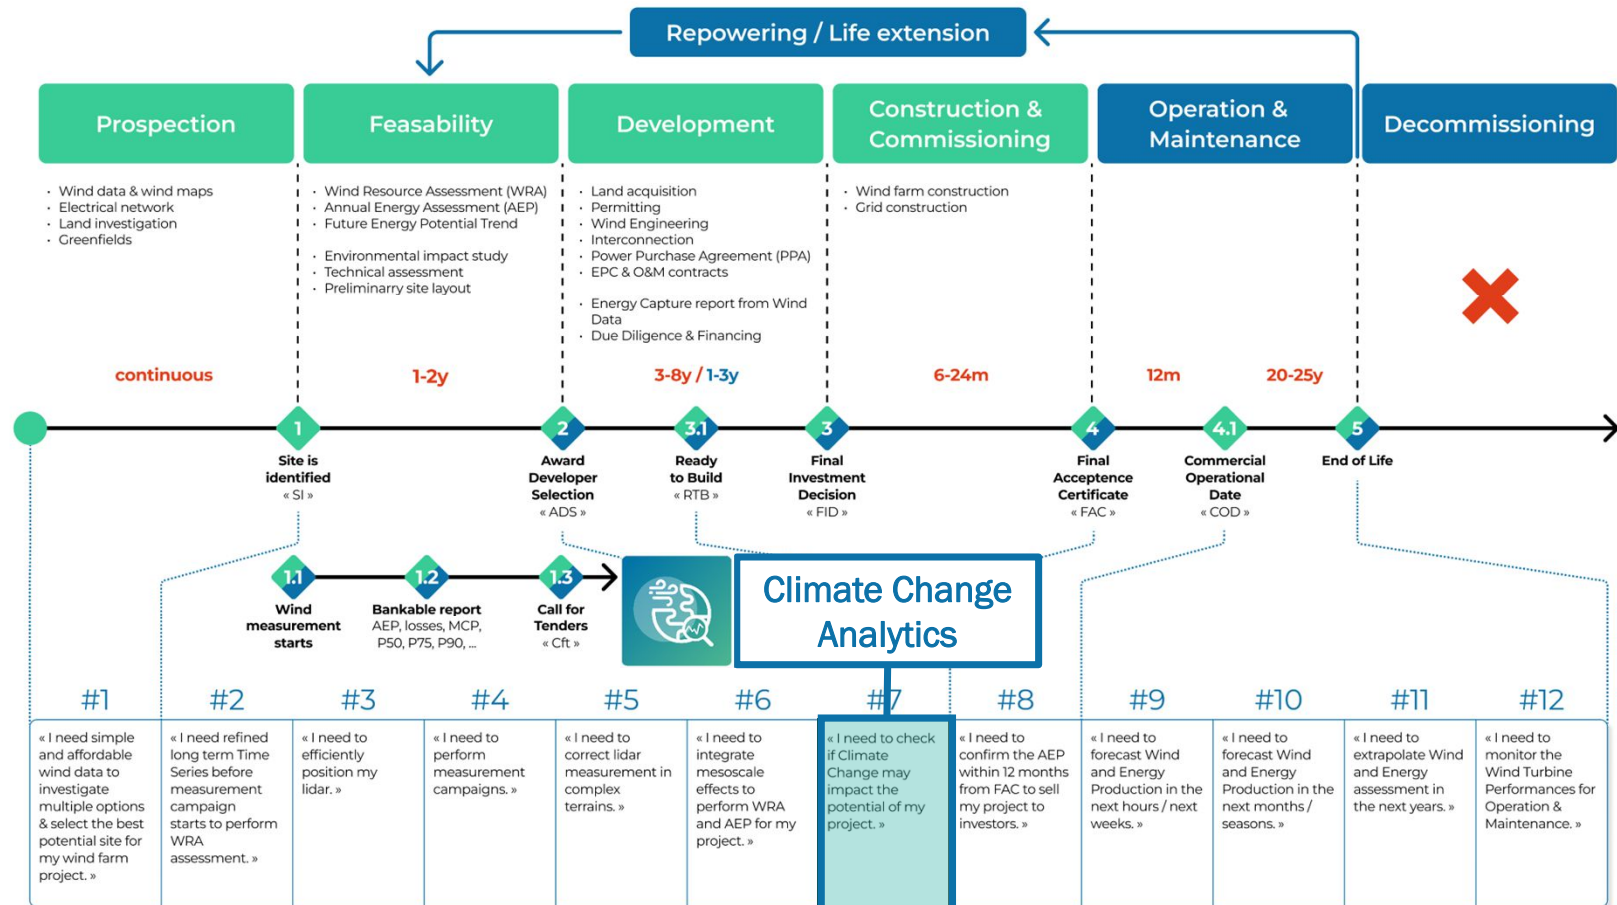 Repowering / Life extension
Prospection
Feasability
Development
Construction &
Commissioning
Operation &
Maintenance
Decommissioning
· Wind data & wind maps
· Electrical network
· Land investigation
· Greenfields
· Wind Resource Assessment (WRA)
· Annual Energy Assessment (AEP)
· Future Energy Potential Trend
· Environmental impact study
· Technical assessment
· Preliminarry site layout
· Land acquisition
· Permitting
· Wind Engineering
· Interconnection
· Power Purchase Agreement (PPA)
· EPC & O&M contracts
· Energy Capture report from Wind
Data
· Due Diligence & Financing
· Wind farm construction
· Grid construction
continuous
1-2y
3-8y / 1-3y
6-24m
12m
20-25y
1
2
3.1
3
4
4.1
5
Site is
identified
« SI »
Award
Developer
Selection
« ADS »
Ready
to Build
« RTB »
Final
Investment
Decision
« FID »
Final
Acceptence
Certificate
« FAC »
Commercial
Operational
Date
« COD »
End of Life
1.1
1.2
1.3
Wind
measurement
starts
Bankable report
AEP, losses, MCP,
P50, P75, P90, ...
Call for
Tenders
« Cft »
Climate Change
Analytics
#1
#2
#3
#4
#5
#6
#7
#8
#9
#10
#11
#12
« I need simple
and affordable
wind data to
investigate
multiple options
& select the best
potential site for
my wind farm
project. »
« I need refined
long term Time
Series before
measurement
campaign
starts to perform
WRA
assessment. »
« I need to
efficiently
position my
lidar. »
« I need to
perform
measurement
campaigns. »
« I need to
correct lidar
measurement in
complex
terrains. »
« I need to
integrate
mesoscale
effects to
perform WRA
and AEP for my
project. »
« I need to check
if Climate
Change may
impact the
potential of my
project. »
« I need to
confirm the AEP
within 12 months
from FAC to sell
my project to
investors. »
« I need to
forecast Wind
and Energy
Production in the
next hours / next
weeks. »
« I need to
forecast Wind
and Energy
Production in the
next months /
seasons. »
« I need to
extrapolate Wind
and Energy
assessment in
the next years. »
« I need to
monitor the
Wind Turbine
Performances for
Operation &
Maintenance. »